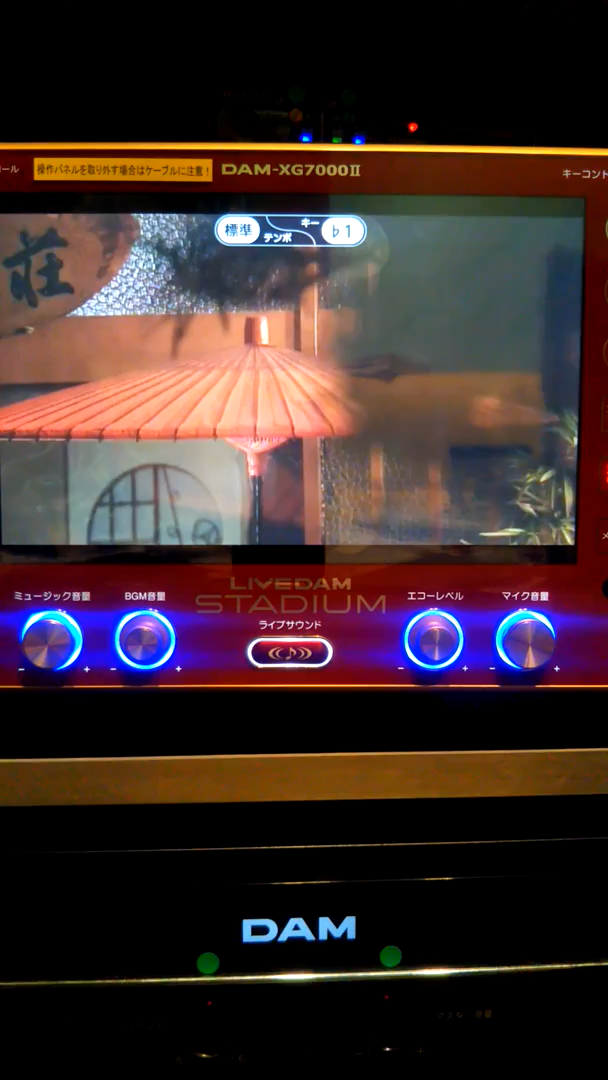 ール
操作パネルを取り外す場合はケーブルに注意！
DAM-XG7000Ⅱ
キーコント
標準
テンポ
キー
♭1
荘
LIVEDAM
STADIUM
ミュージック音量
BGM音量
ライブサウンド
エコーレベル
マイク音量
- +
- +
- +
- +
DAM